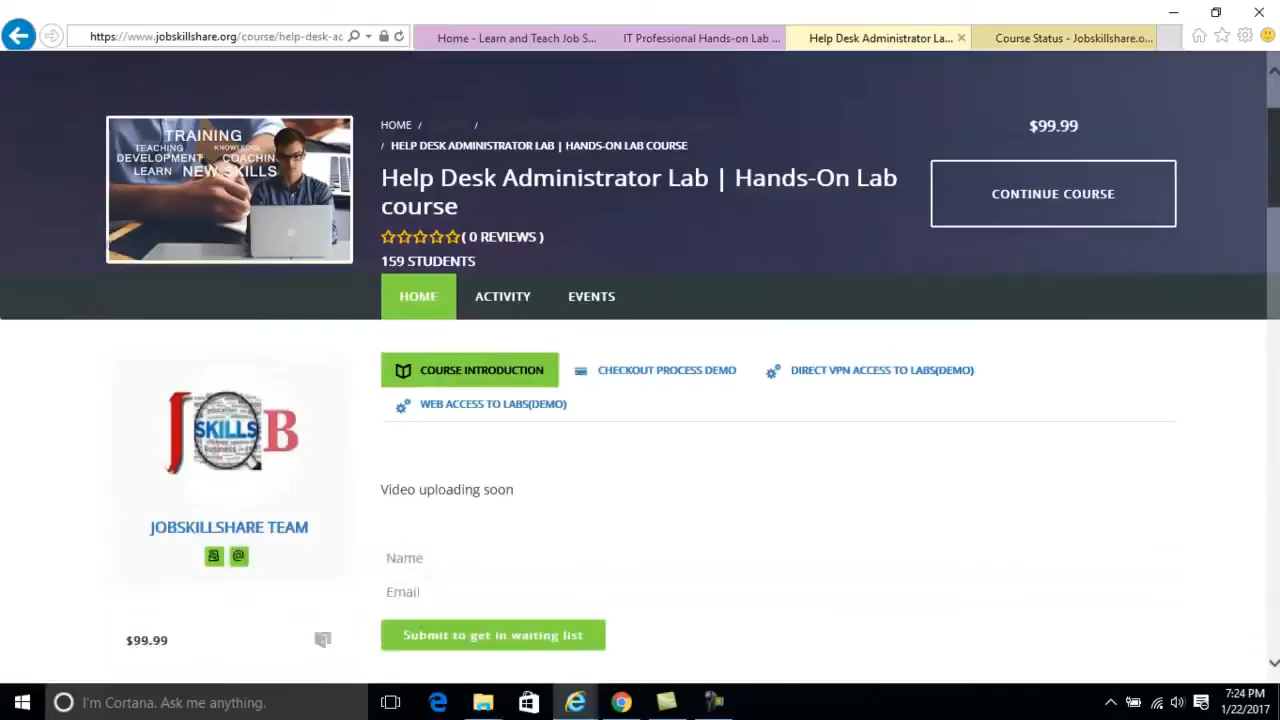 https://www.jobskillshare.org/course/help-desk-ac
Home - Learn and Teach Job S...
IT Professional Hands-on Lab ...
Help Desk Administrator La...
Course Status - Jobskillshare.o...
TRAINING
TEACHING
KNOWLEDGE
DEVELOPMENT
COACHIN
LEARN
NEW SKILLS
HOME /
/
/ HELP DESK ADMINISTRATOR LAB | HANDS-ON LAB COURSE
Help Desk Administrator Lab | Hands-On Lab
course
( 0 REVIEWS )
159 STUDENTS
$99.99
CONTINUE COURSE
HOME
ACTIVITY
EVENTS
COURSE INTRODUCTION
CHECKOUT PROCESS DEMO
DIRECT VPN ACCESS TO LABS(DEMO)
WEB ACCESS TO LABS(DEMO)
JOB
SKILLS
JOBSKILLSHARE TEAM
@
$99.99
Video uploading soon
Name
Email
Submit to get in waiting list
I'm Cortana. Ask me anything.
7:24 PM
1/22/2017